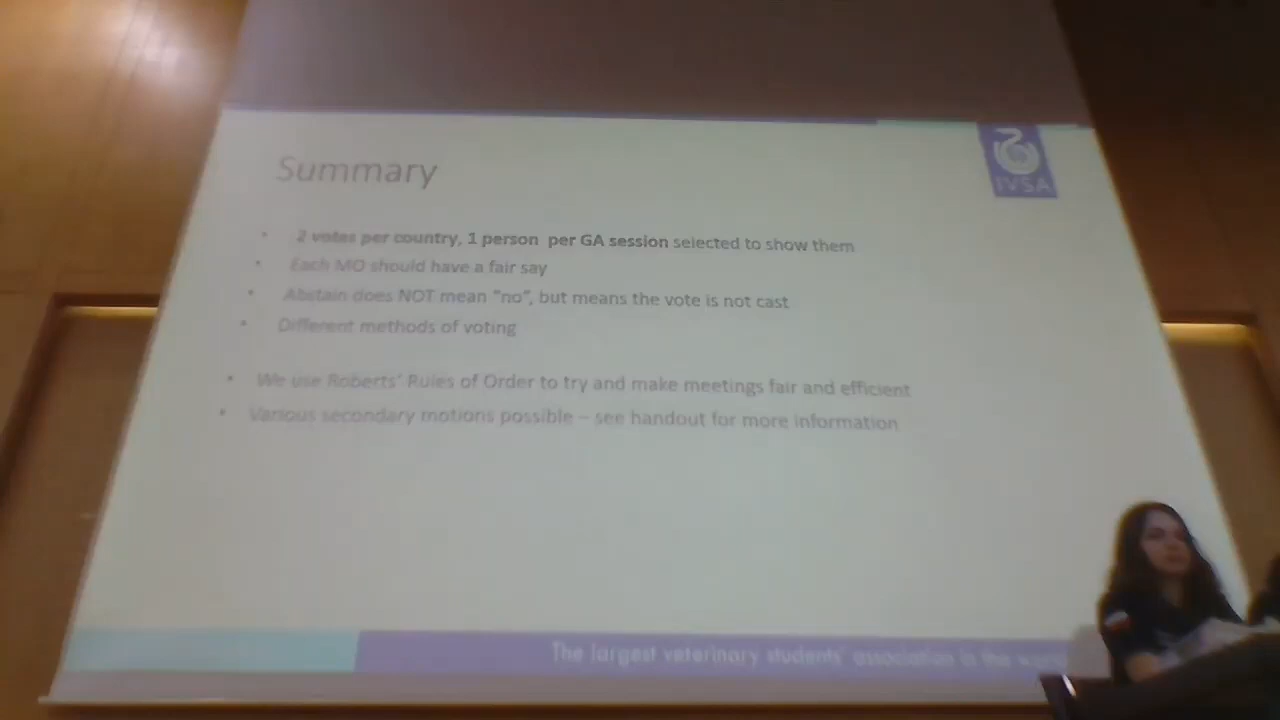 Summary
IVSA
• 2 votes per country, 1 person per GA session selected to show them
• Each MO should have a fair say
• Abstain does NOT mean "no", but means the vote is not cast
• Different methods of voting
• We use Roberts' Rules of Order to try and make meetings fair and efficient
• Various secondary motions possible – see handout for more information
The largest veterinary students' association in the world